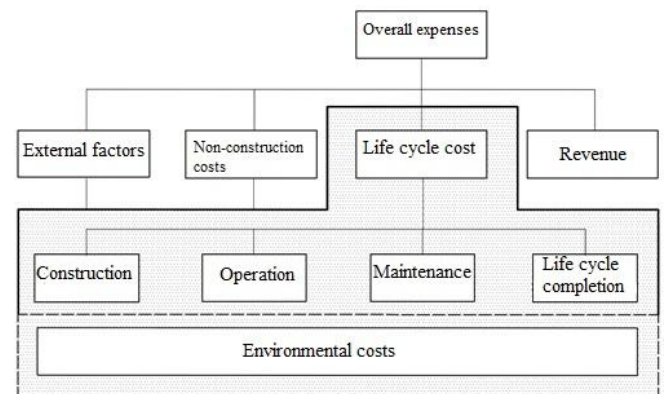 Overall expenses
External factors
Non-construction
costs
Life cycle cost
Revenue
Construction
Operation
Maintenance
Life cycle
completion
Environmental costs